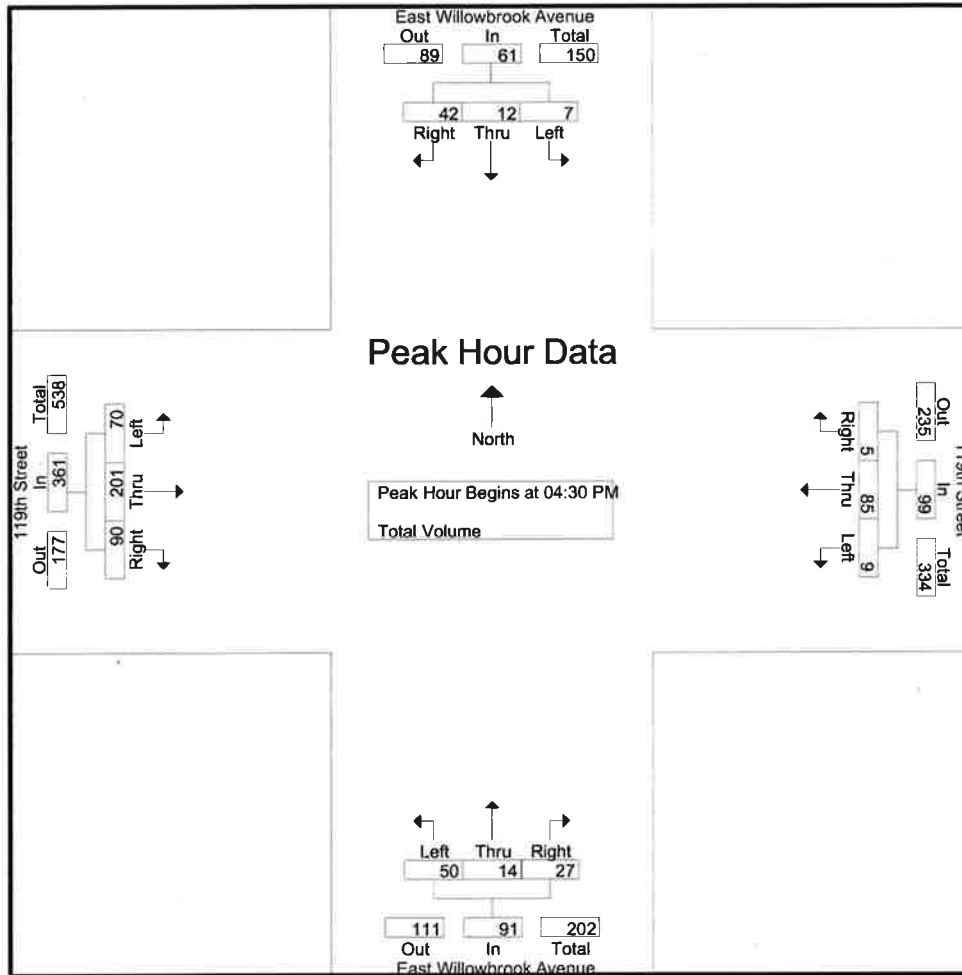 East Willowbrook Avenue
Out In Total
89 61 150
42 12 7
Right Thru Left
Peak Hour Data
North
Peak Hour Begins at 04:30 PM
Total Volume
119th Street
Total In Out
538 361 177
70 201 90
Left Thru Right
Right Thru Left
5 85 9
Out In Total
235 99 334
119th Street
Left Thru Right
50 14 27
111 91 202
Out In Total
East Willowbrook Avenue